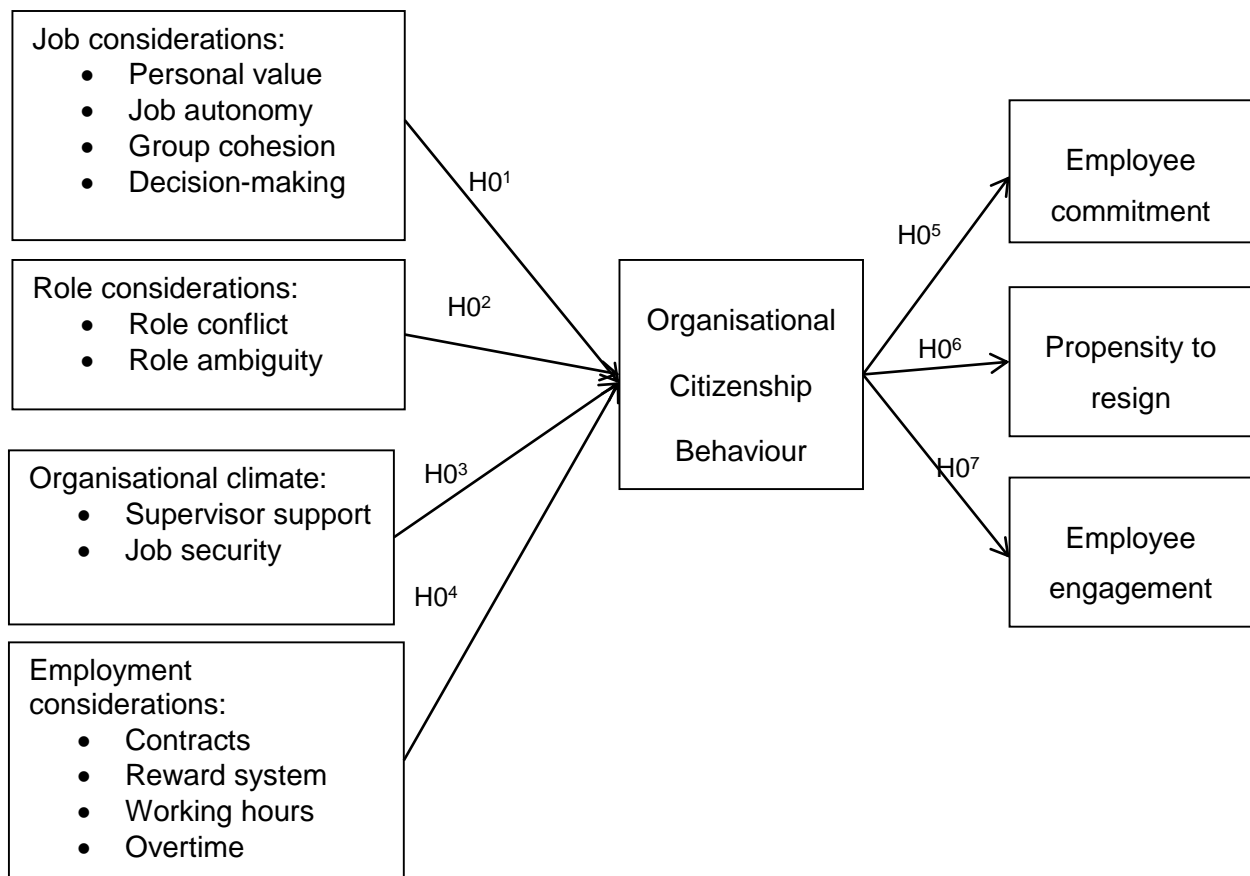 Job considerations:
• Personal value
• Job autonomy
• Group cohesion
• Decision-making
H0¹
Role considerations:
• Role conflict
• Role ambiguity
H0²
Organisational climate:
• Supervisor support
• Job security
H0³
Employment
considerations:
• Contracts
• Reward system
• Working hours
• Overtime
H0⁴
Organisational
Citizenship
Behaviour
H0⁵
Employee
commitment
H0⁶
Propensity to
resign
H0⁷
Employee
engagement